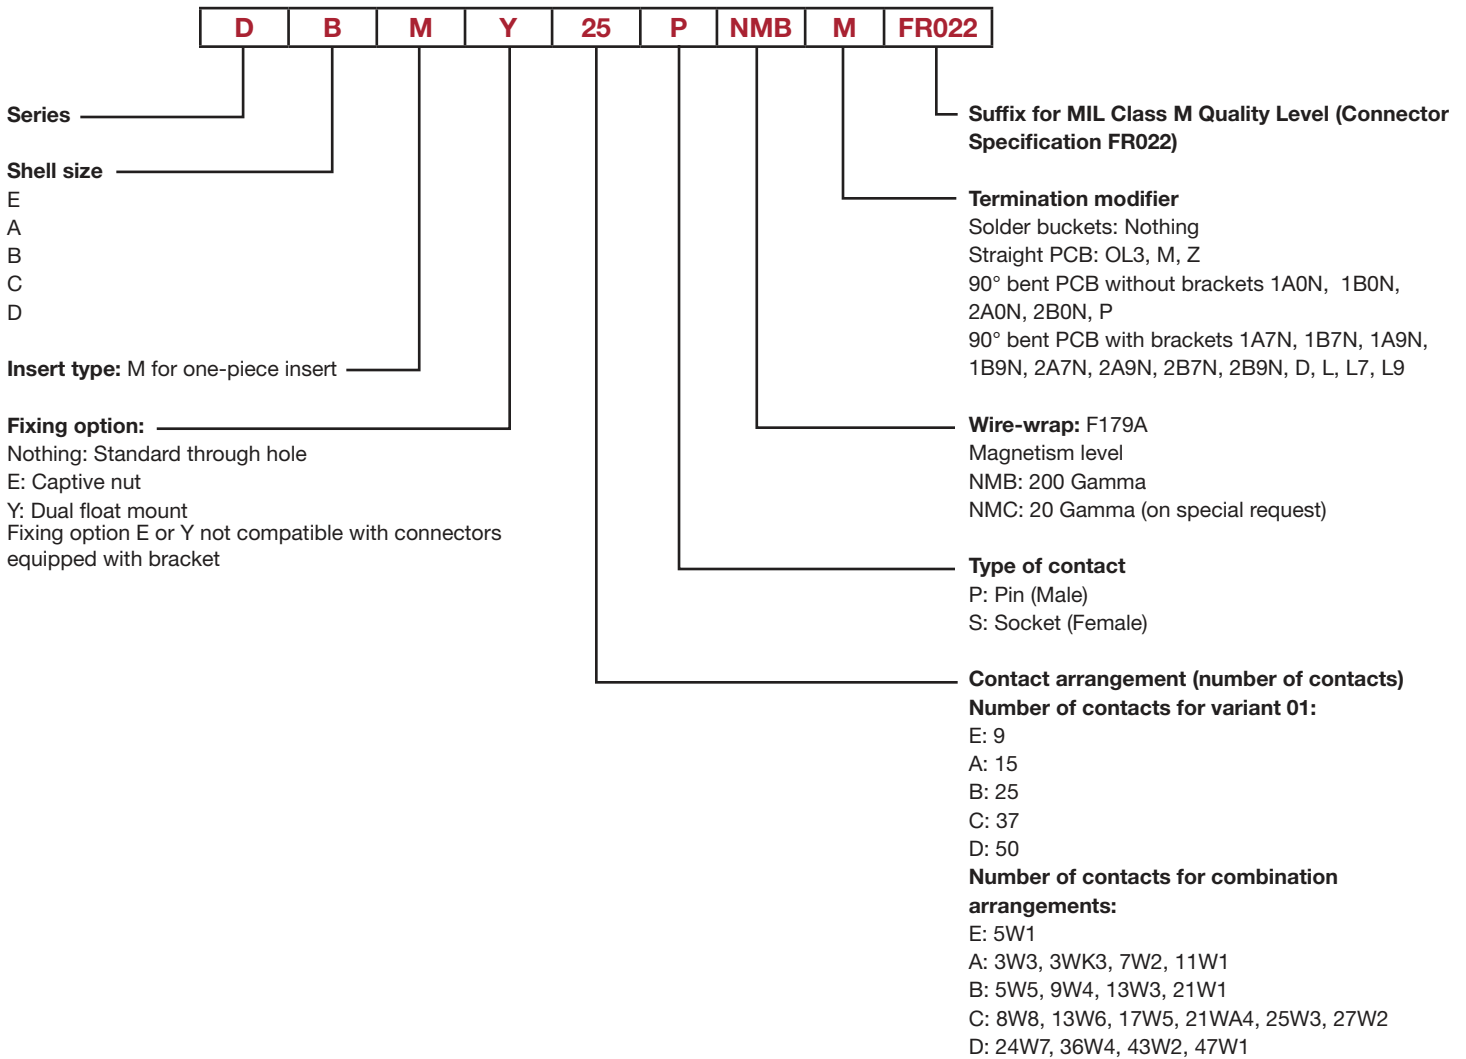 D B M Y 25 P NMB M FR022
Series
Shell size
E
A
B
C
D
Insert type: M for one-piece insert
Fixing option:
Nothing: Standard through hole
E: Captive nut
Y: Dual float mount
Fixing option E or Y not compatible with connectors
equipped with bracket
Suffix for MIL Class M Quality Level (Connector
Specification FR022)
Termination modifier
Solder buckets: Nothing
Straight PCB: OL3, M, Z
90° bent PCB without brackets 1A0N, 1B0N,
2A0N, 2B0N, P
90° bent PCB with brackets 1A7N, 1B7N, 1A9N,
1B9N, 2A7N, 2A9N, 2B7N, 2B9N, D, L, L7, L9
Wire-wrap: F179A
Magnetism level
NMB: 200 Gamma
NMC: 20 Gamma (on special request)
Type of contact
P: Pin (Male)
S: Socket (Female)
Contact arrangement (number of contacts)
Number of contacts for variant 01:
E: 9
A: 15
B: 25
C: 37
D: 50
Number of contacts for combination
arrangements:
E: 5W1
A: 3W3, 3WK3, 7W2, 11W1
B: 5W5, 9W4, 13W3, 21W1
C: 8W8, 13W6, 17W5, 21WA4, 25W3, 27W2
D: 24W7, 36W4, 43W2, 47W1